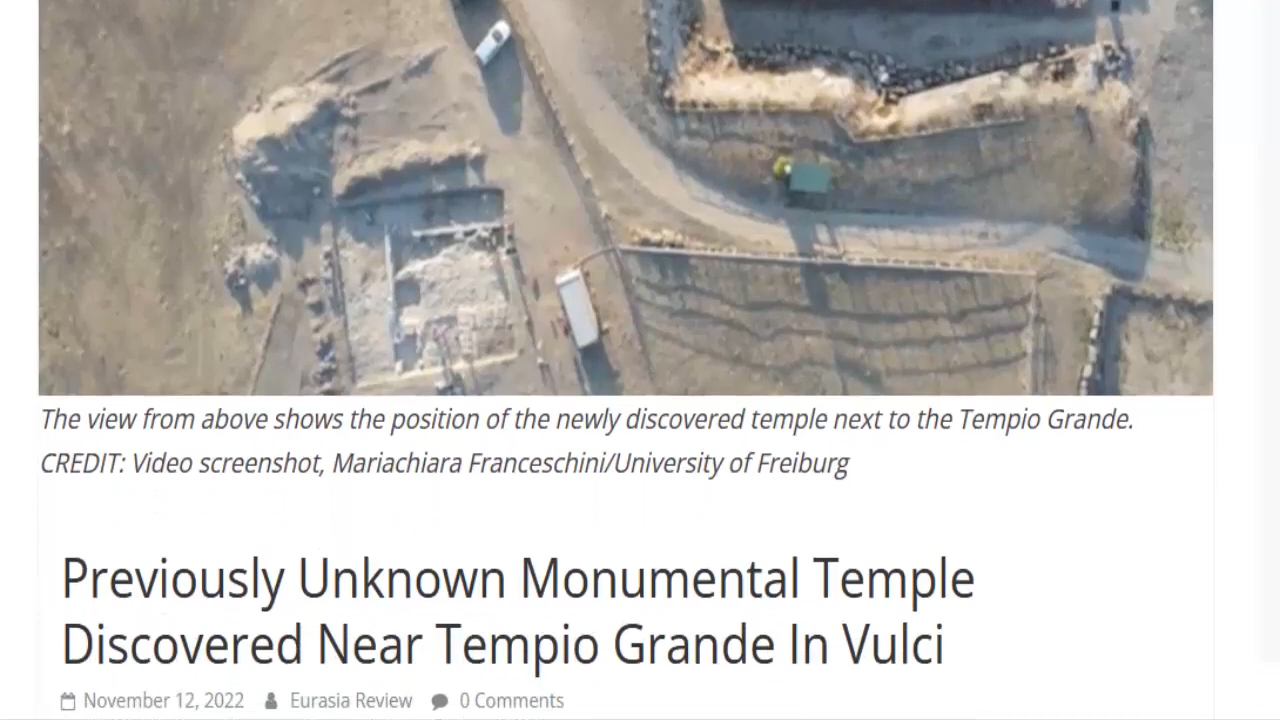 The view from above shows the position of the newly discovered temple next to the Tempio Grande.
CREDIT: Video screenshot, Mariachiara Franceschini/University of Freiburg
Previously Unknown Monumental Temple
Discovered Near Tempio Grande In Vulci
November 12, 2022 Eurasia Review 0 Comments